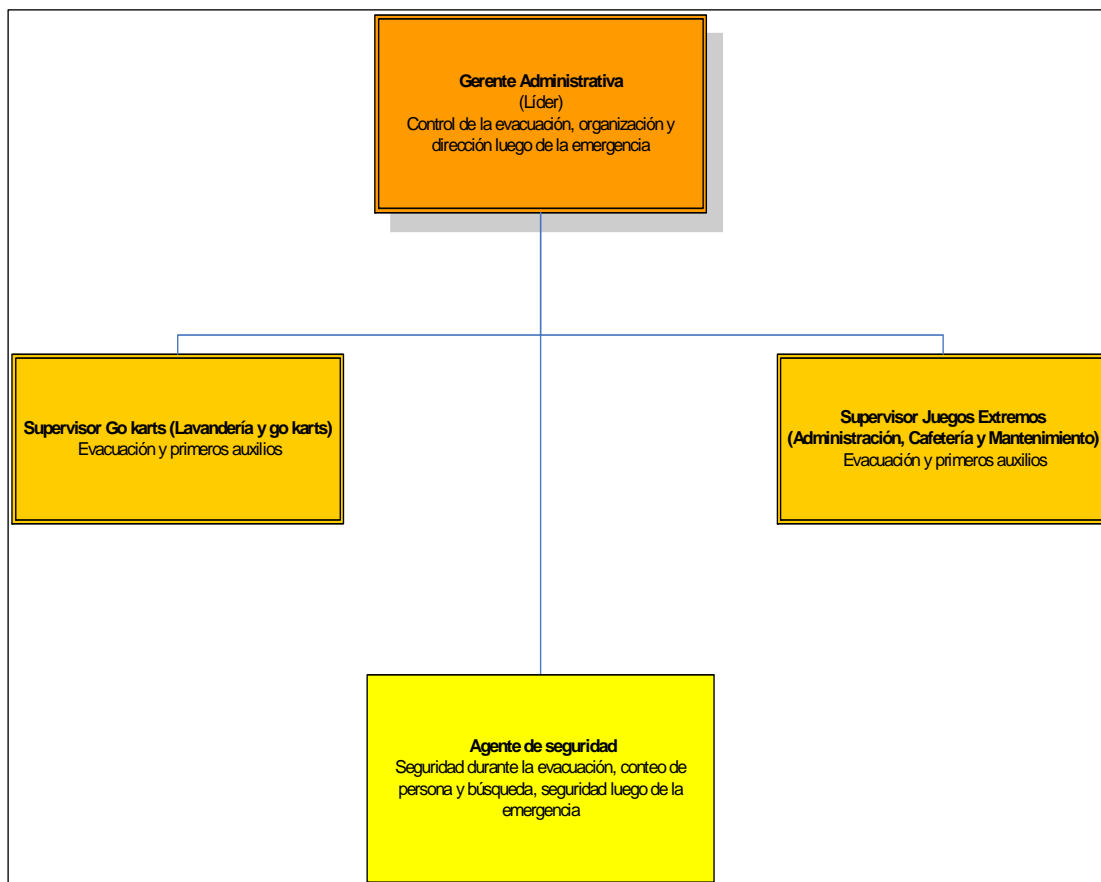 Gerente Administrativa
(Líder)
Control de la evacuación, organización y
dirección luego de la emergencia
Supervisor Go karts (Lavandería y go karts)
Evacuación y primeros auxilios
Supervisor Juegos Extremos
(Administración, Cafetería y Mantenimiento)
Evacuación y primeros auxilios
Agente de seguridad
Seguridad durante la evacuación, conteo de
persona y búsqueda, seguridad luego de la
emergencia